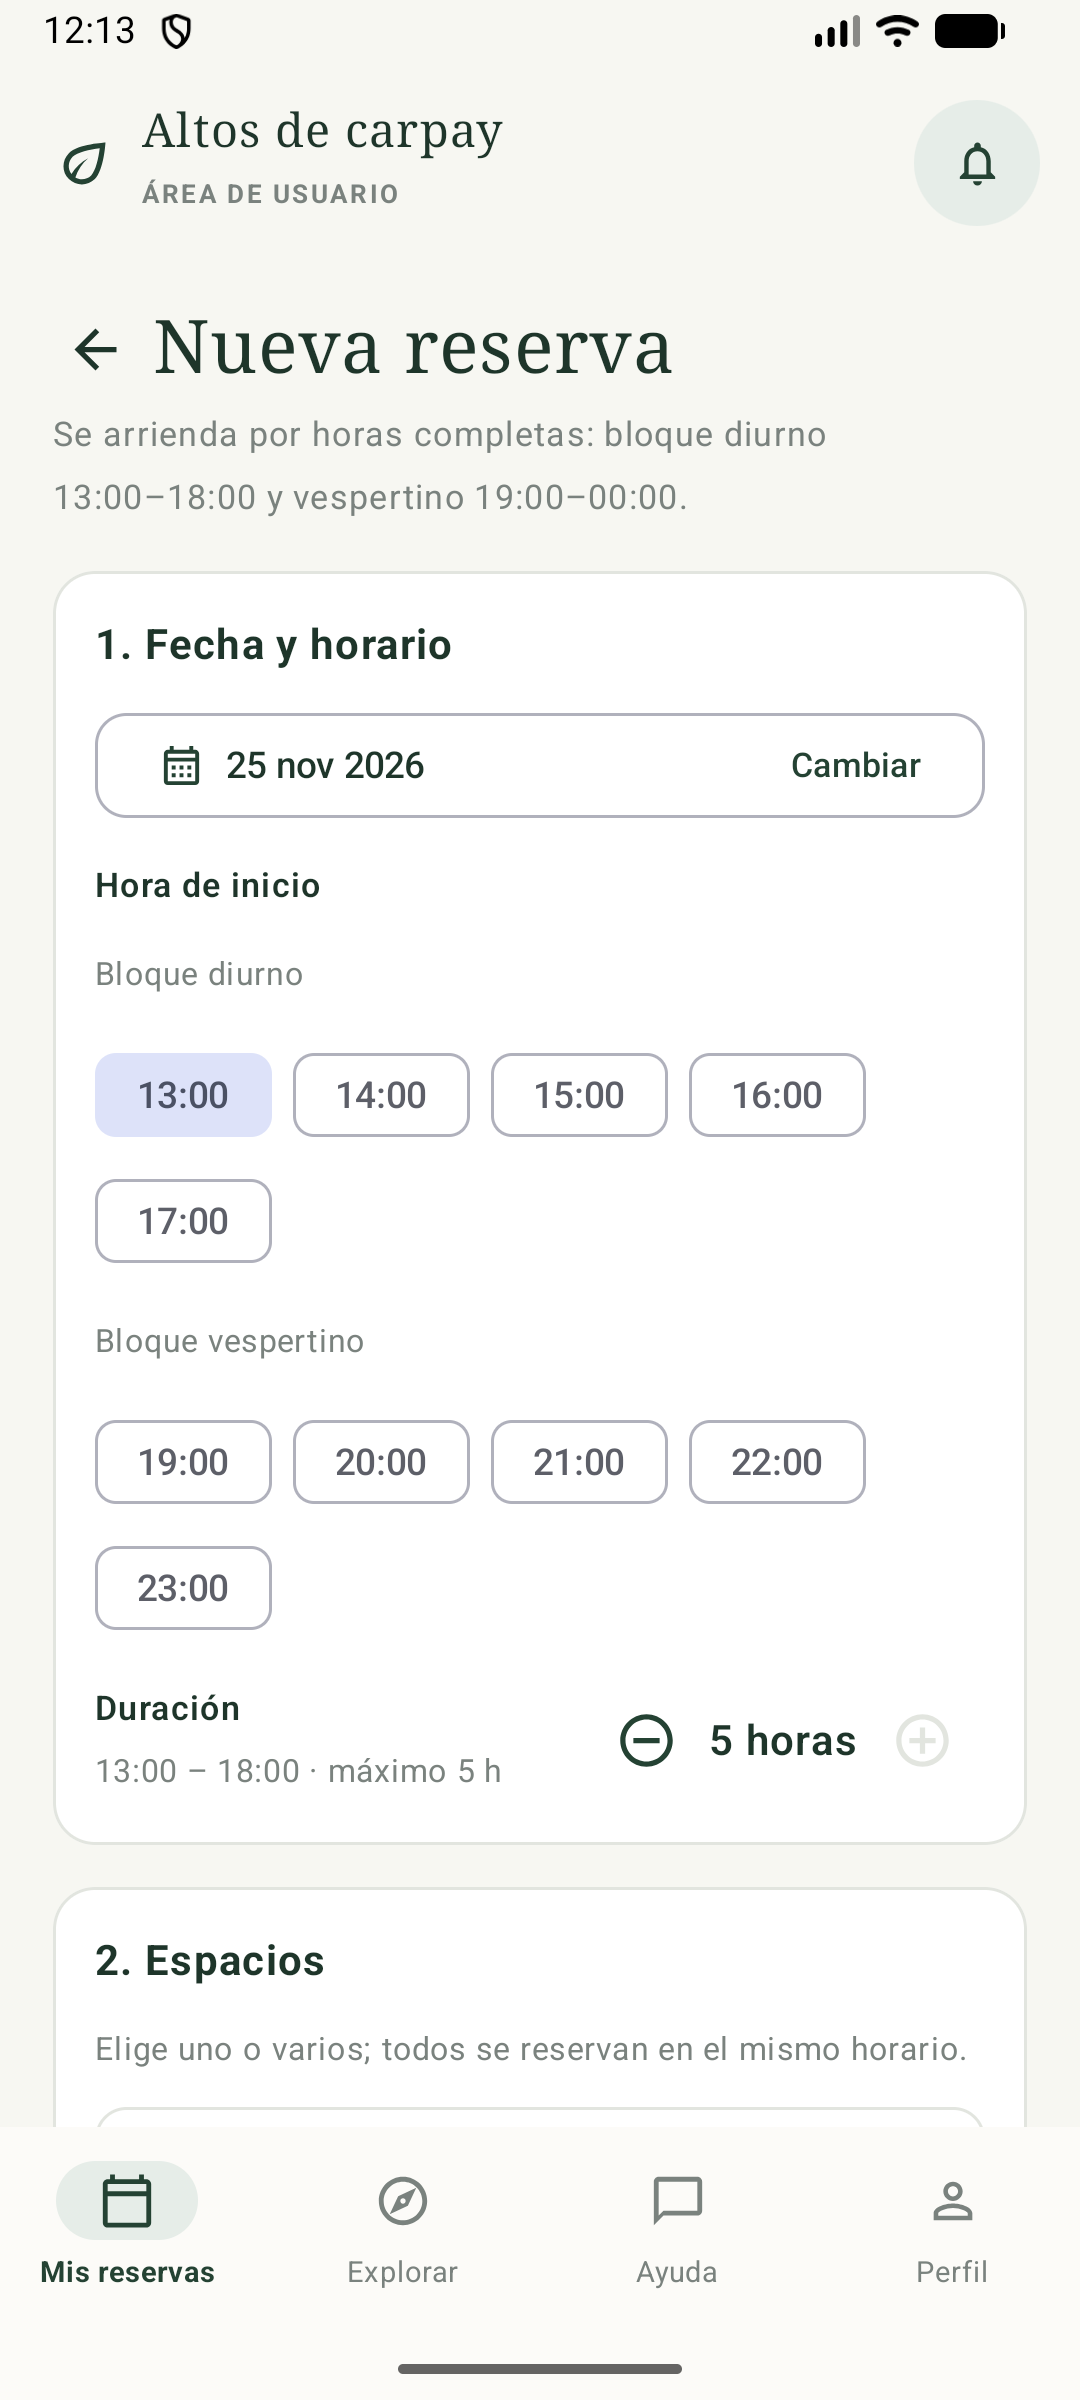 12:13
Altos de carpay
ÁREA DE USUARIO
Nueva reserva
Se arrienda por horas completas: bloque diurno
13:00–18:00 y vespertino 19:00–00:00.
1. Fecha y horario
25 nov 2026 Cambiar
Hora de inicio
Bloque diurno
13:00 14:00 15:00 16:00
17:00
Bloque vespertino
19:00 20:00 21:00 22:00
23:00
Duración
5 horas
13:00 – 18:00 · máximo 5 h
2. Espacios
Elige uno o varios; todos se reservan en el mismo horario.
Mis reservas Explorar Ayuda Perfil